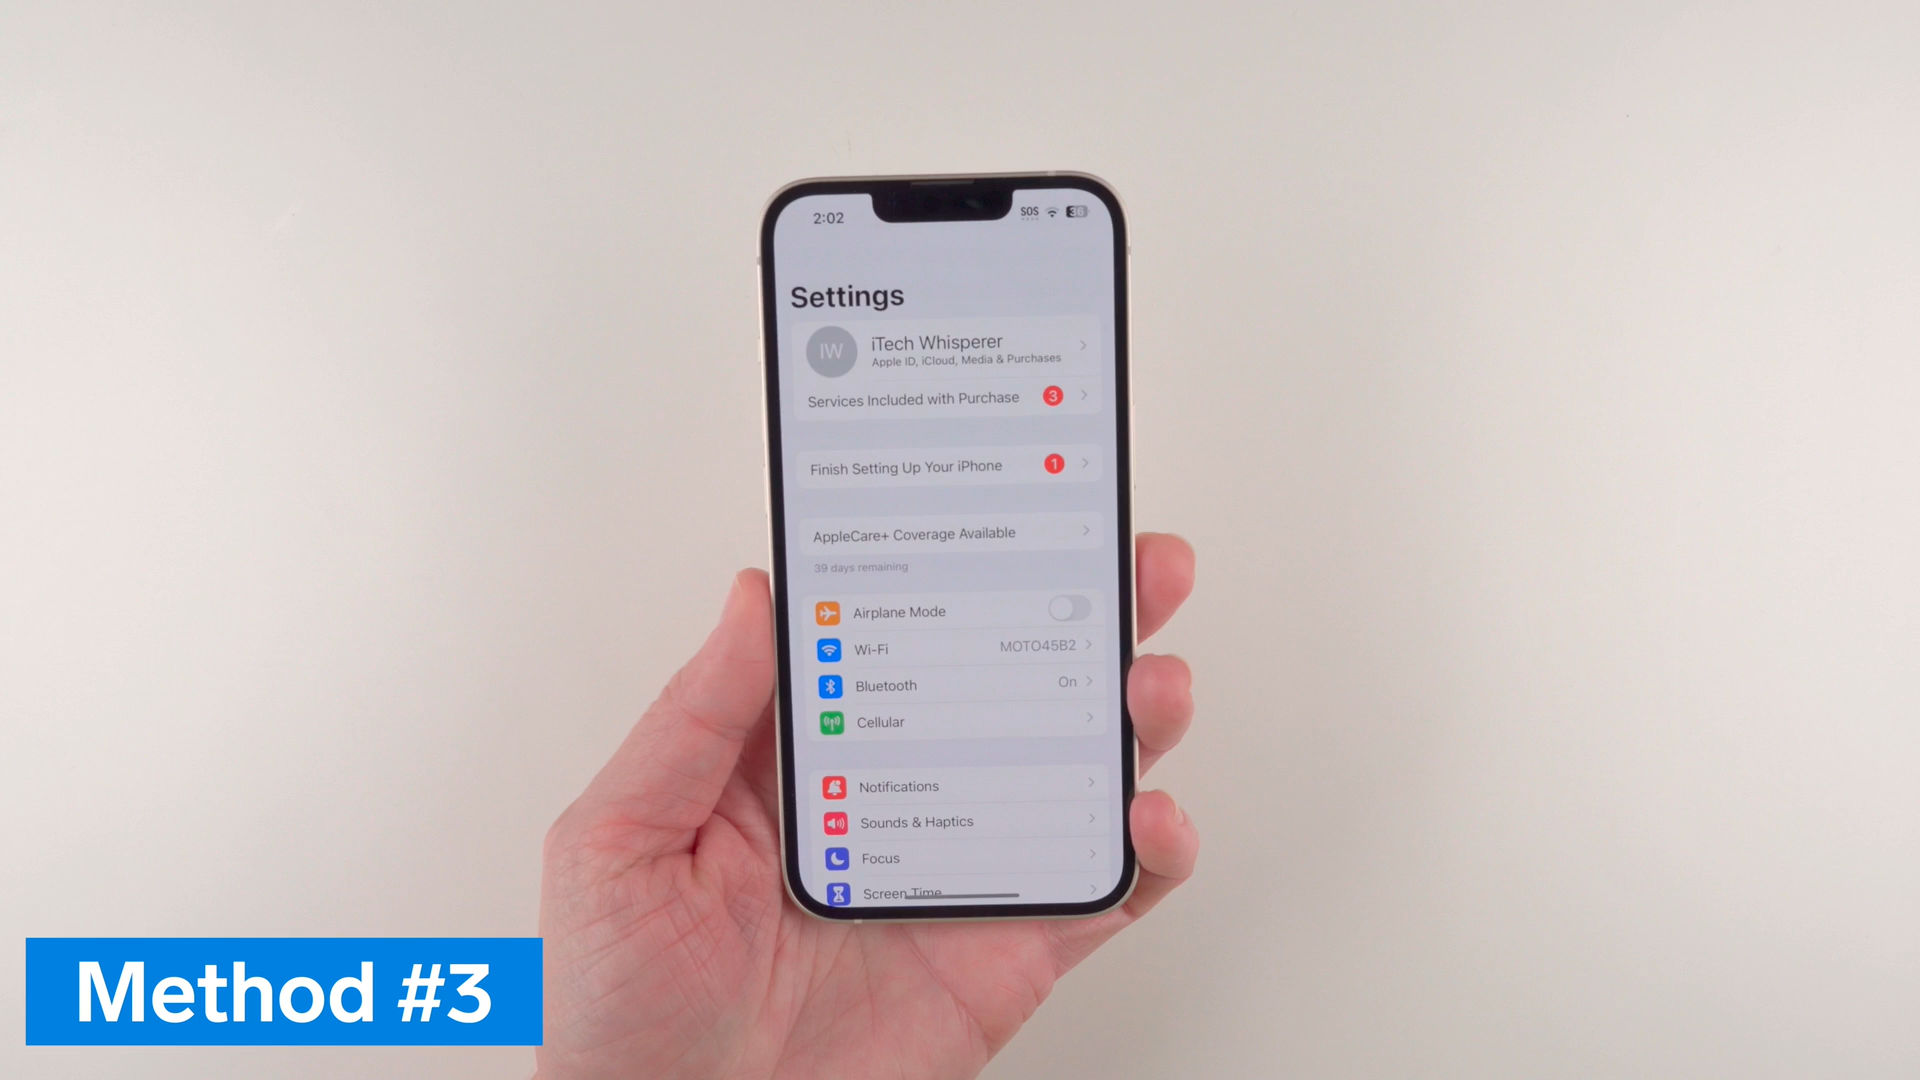 2:02
SOS
36
Settings
IW
iTech Whisperer
Apple ID, iCloud, Media & Purchases
Services Included with Purchase 3
Finish Setting Up Your iPhone 1
AppleCare+ Coverage Available
39 days remaining
Airplane Mode
Wi-Fi MOTO45B2
Bluetooth On
Cellular
Notifications
Sounds & Haptics
Focus
Screen Time
Method #3